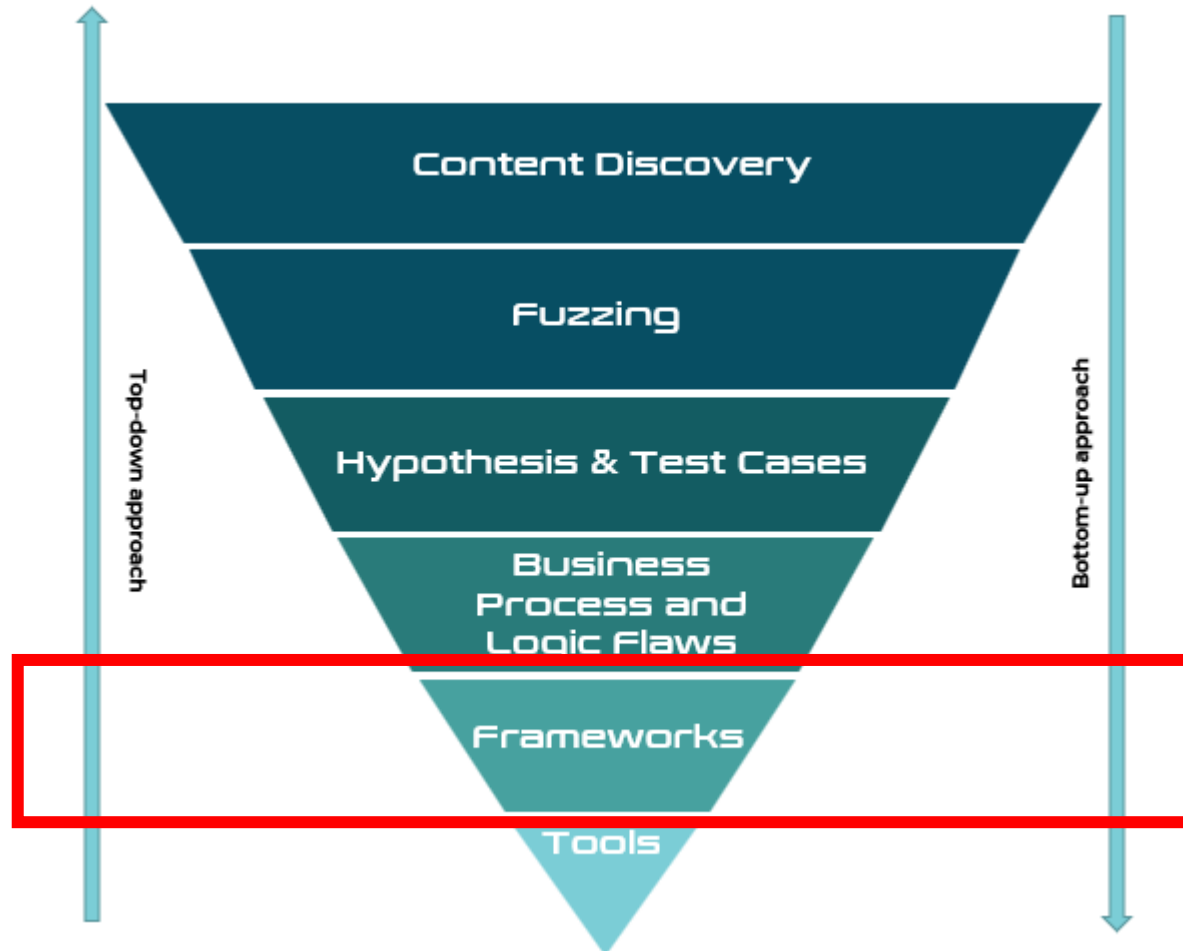 Content Discovery
Fuzzing
Top-down approach
Bottom-up approach
Hypothesis & Test Cases
Business
Process and
Logic Flaws
Frameworks
Tools